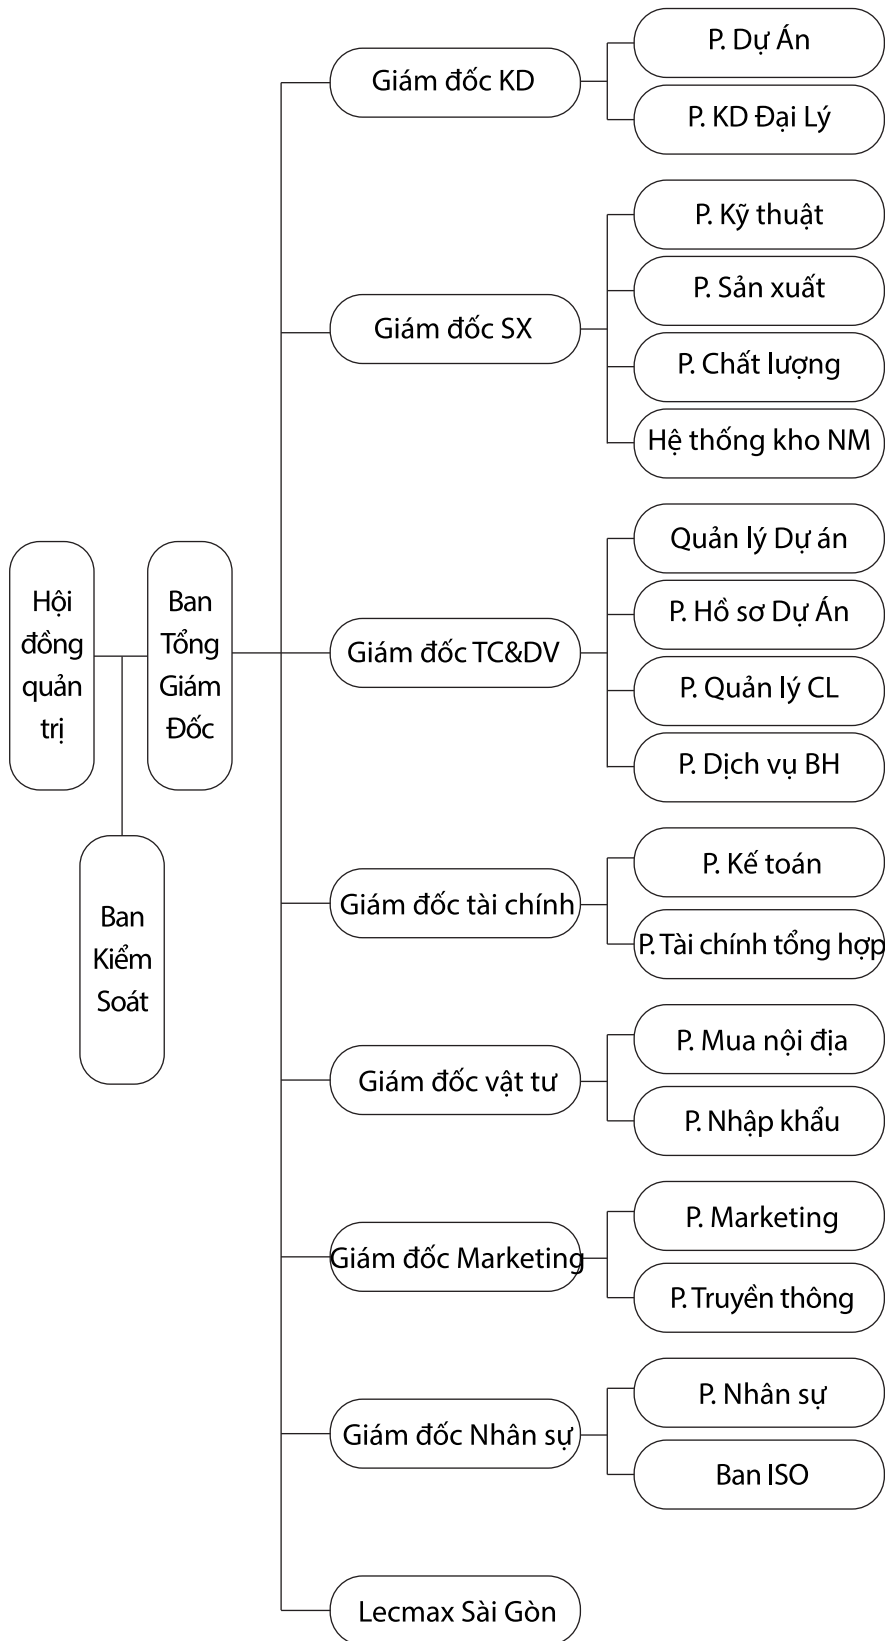 Hội
đồng
quản
trị
Ban
Tổng
Giám
Đốc
Ban
Kiểm
Soát
Giám đốc KD
P. Dự Án
P. KD Đại Lý
Giám đốc SX
P. Kỹ thuật
P. Sản xuất
P. Chất lượng
Hệ thống kho NM
Giám đốc TC&DV
Quản lý Dự án
P. Hồ sơ Dự Án
P. Quản lý CL
P. Dịch vụ BH
Giám đốc tài chính
P. Kế toán
P. Tài chính tổng hợp
Giám đốc vật tư
P. Mua nội địa
P. Nhập khẩu
Giám đốc Marketing
P. Marketing
P. Truyền thông
Giám đốc Nhân sự
P. Nhân sự
Ban ISO
Lecmax Sài Gòn